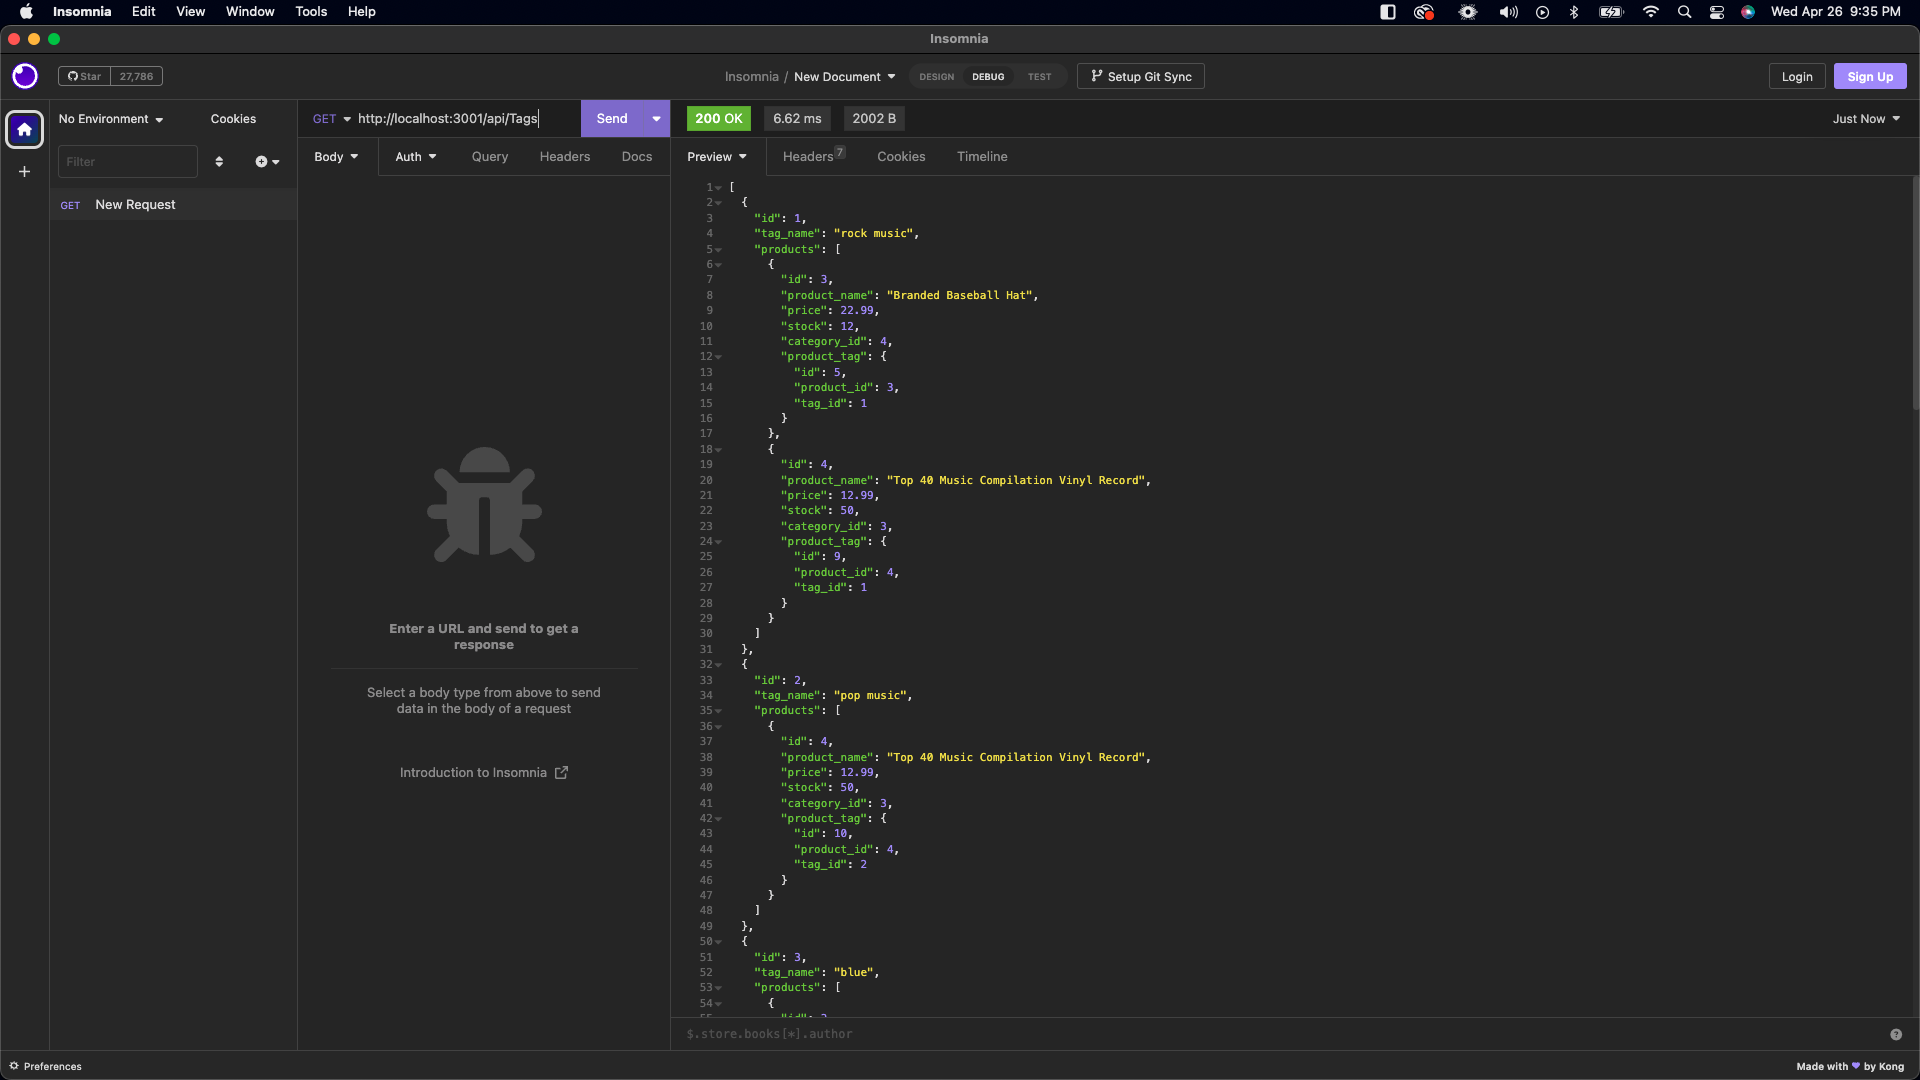 Insomnia Edit View Window Tools Help Wed Apr 26 9:35 PM
Insomnia
Star 27,786 Insomnia / New Document DESIGN DEBUG TEST Setup Git Sync Login Sign Up
No Environment Cookies GET http://localhost:3001/api/Tags Send 200 OK 6.62 ms 2002 B Just Now
Filter Body Auth Query Headers Docs Preview Headers 7 Cookies Timeline
GET New Request
Enter a URL and send to get a
response
Select a body type from above to send
data in the body of a request
Introduction to Insomnia
1 [
2 {
3 "id": 1,
4 "tag_name": "rock music",
5 "products": [
6 {
7 "id": 3,
8 "product_name": "Branded Baseball Hat",
9 "price": 22.99,
10 "stock": 12,
11 "category_id": 4,
12 "product_tag": {
13 "id": 5,
14 "product_id": 3,
15 "tag_id": 1
16 }
17 },
18 {
19 "id": 4,
20 "product_name": "Top 40 Music Compilation Vinyl Record",
21 "price": 12.99,
22 "stock": 50,
23 "category_id": 3,
24 "product_tag": {
25 "id": 9,
26 "product_id": 4,
27 "tag_id": 1
28 }
29 }
30 ]
31 },
32 {
33 "id": 2,
34 "tag_name": "pop music",
35 "products": [
36 {
37 "id": 4,
38 "product_name": "Top 40 Music Compilation Vinyl Record",
39 "price": 12.99,
40 "stock": 50,
41 "category_id": 3,
42 "product_tag": {
43 "id": 10,
44 "product_id": 4,
45 "tag_id": 2
46 }
47 }
48 ]
49 },
50 {
51 "id": 3,
52 "tag_name": "blue",
53 "products": [
54 {
$.store.books[*].author
Preferences Made with by Kong